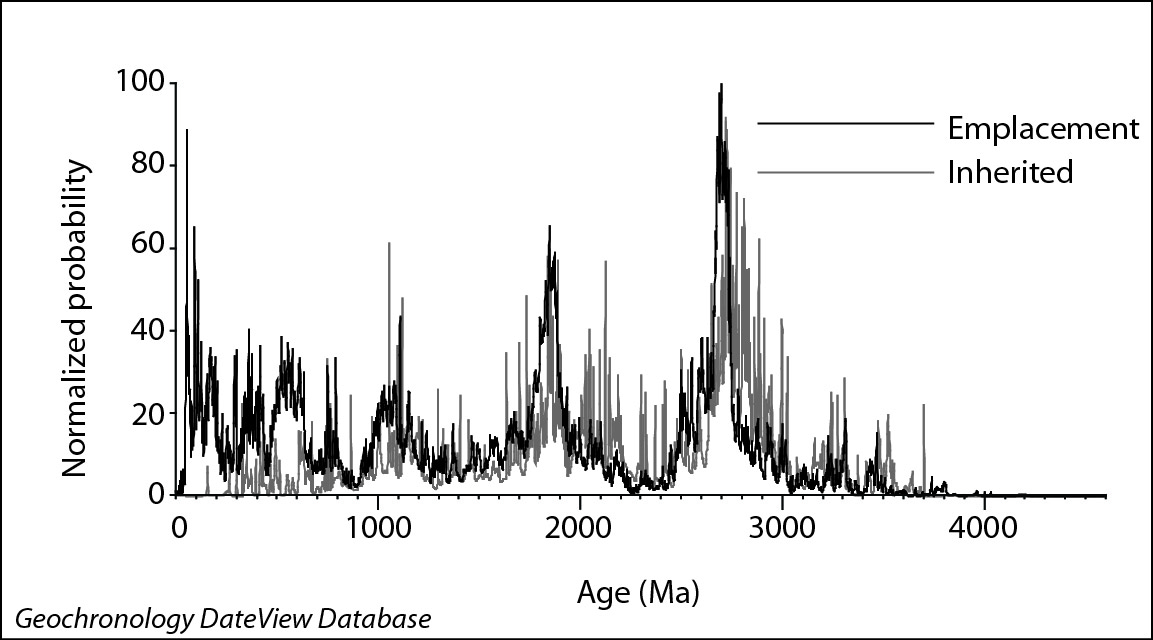 100
80
60
40
20
0
Normalized probability
Emplacement
Inherited
0 1000 2000 3000 4000
Age (Ma)
Geochronology DateView Database